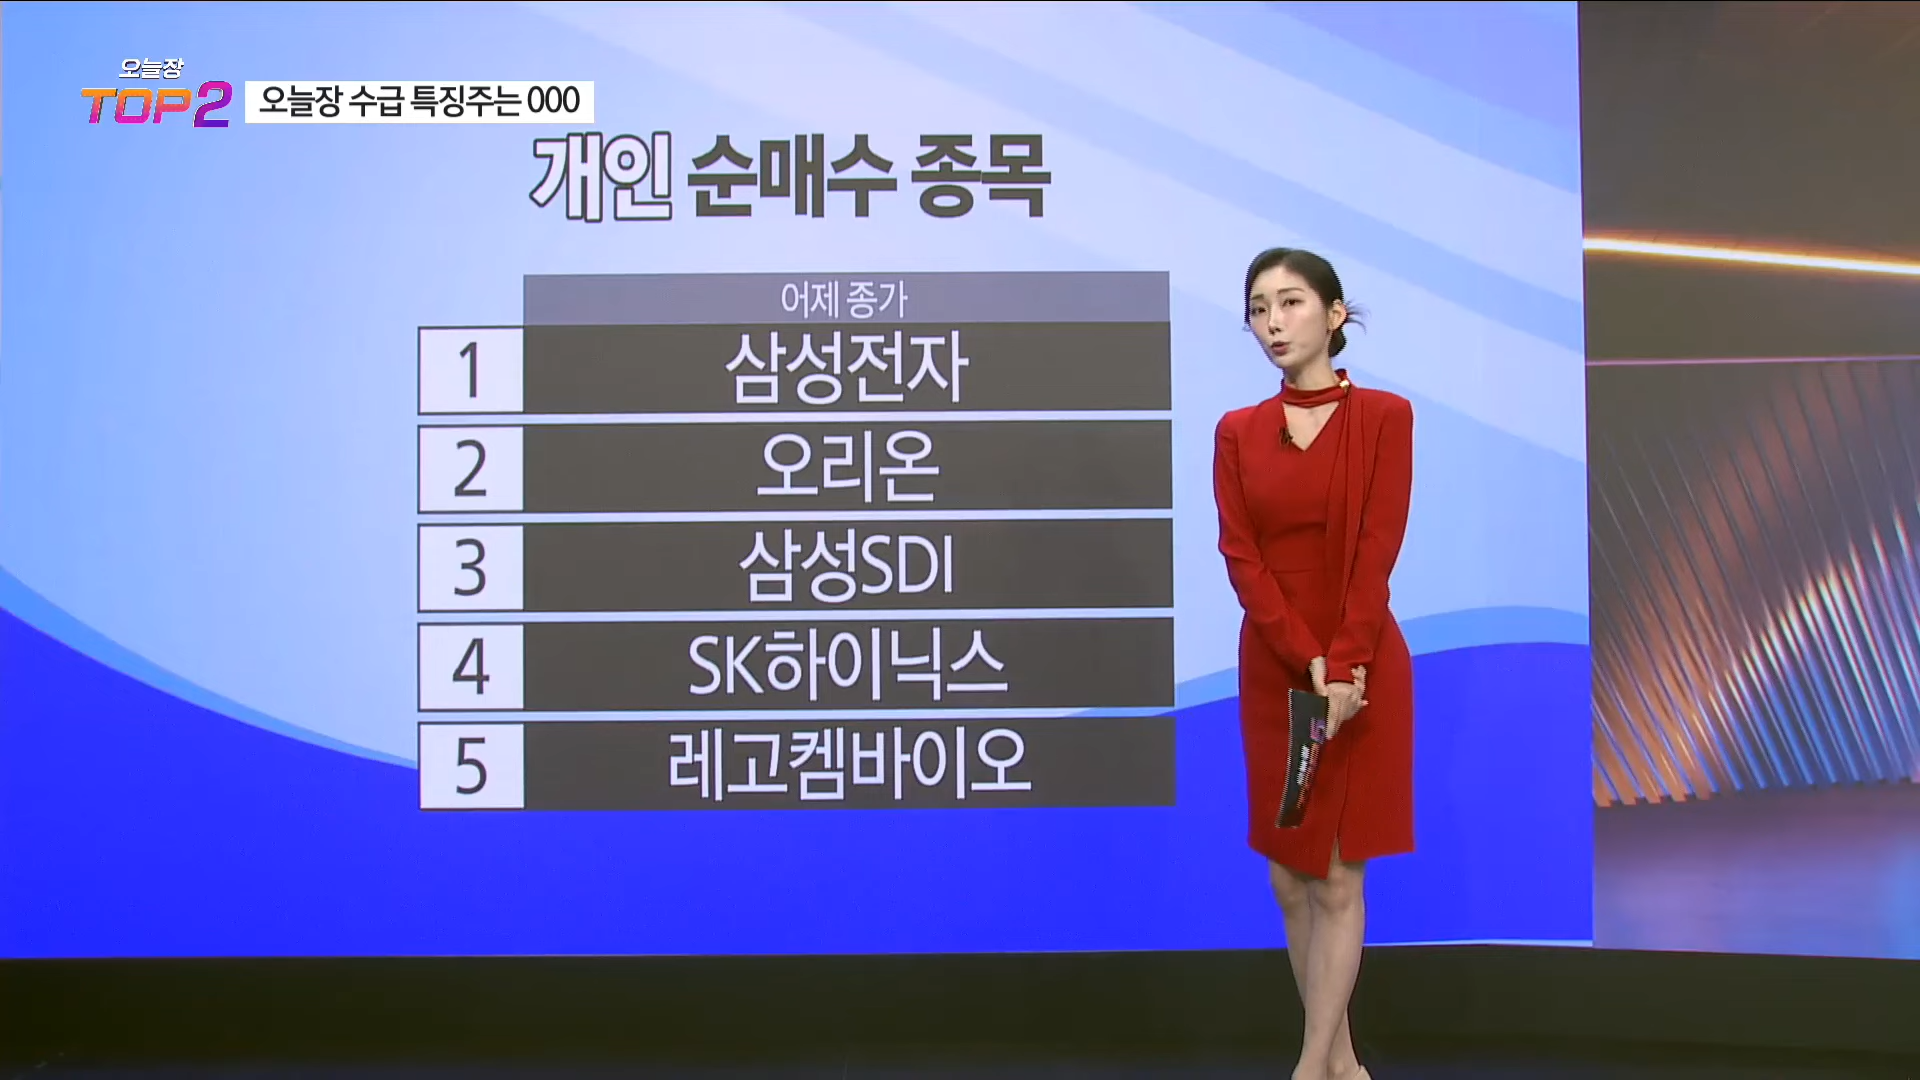 오늘장
TOP2
오늘장 수급 특징주는 000
개인 순매수 종목
어제 종가
1 삼성전자
2 오리온
3 삼성SDI
4 SK하이닉스
5 레고켐바이오